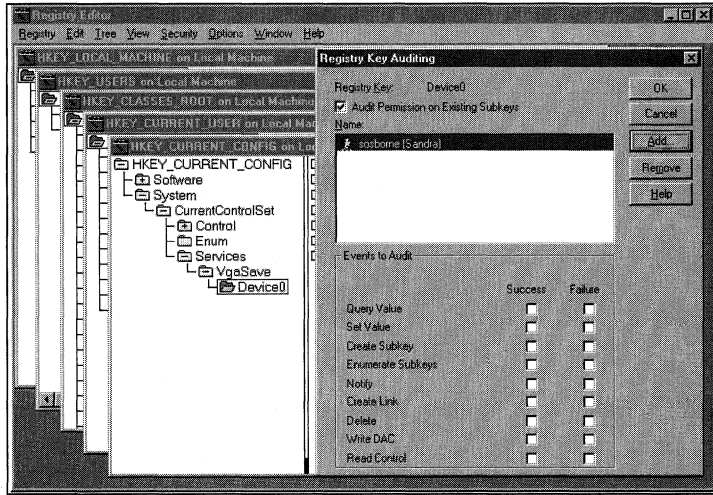 Registry Editor
Registry Edit Tree View Security Options Window Help
HKEY_LOCAL_MACHINE on Local Machine
HKEY_USERS on Local Machine
HKEY_CLASSES_ROOT on Local Machine
HKEY_CURRENT_USER on Local Mac
HKEY_CURRENT_CONFIG on Lo
HKEY_CURRENT_CONFIG
Software
System
CurrentControlSet
Control
Enum
Services
VgaSave
Device0
Registry Key Auditing
Registry Key: Device0
Audit Permission on Existing Subkeys
Name:
sosborne (Sandra)
OK
Cancel
Add...
Remove
Help
Events to Audit
Success Failure
Query Value
Set Value
Create Subkey
Enumerate Subkeys
Notify
Create Link
Delete
Write DAC
Read Control